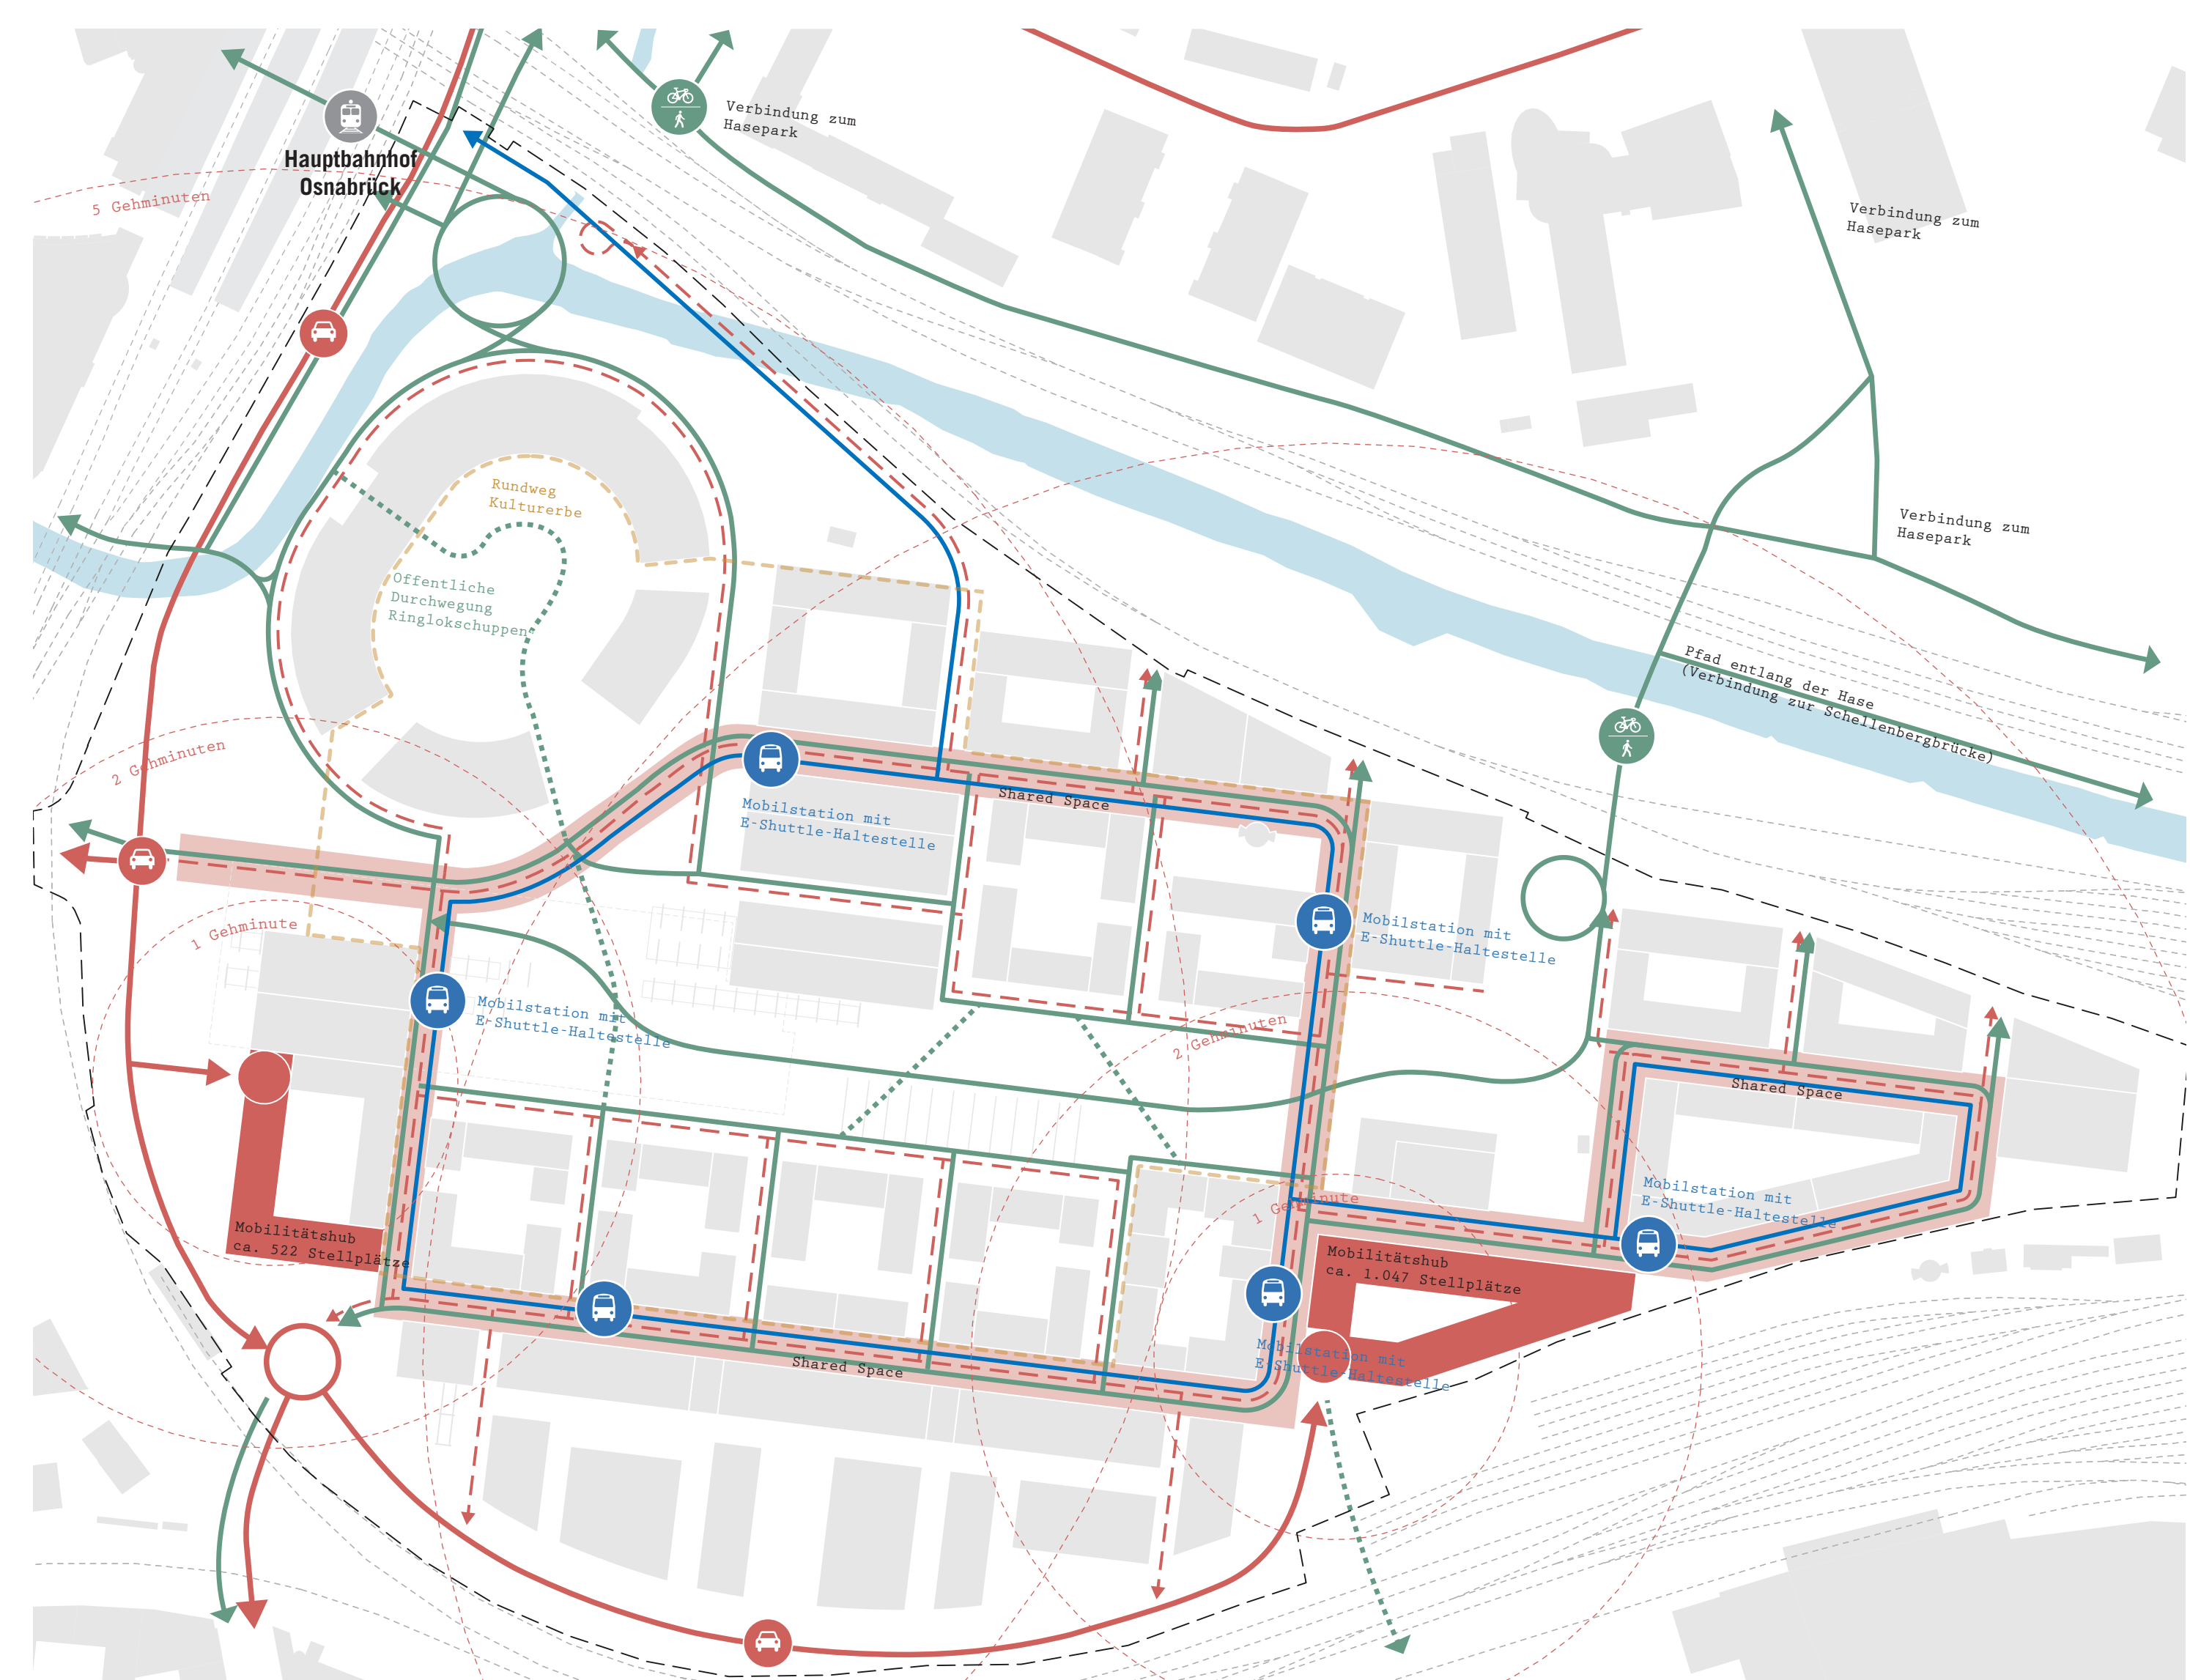 Verbindung zum
Hasepark
Hauptbahnhof
Osnabrück
5 Gehminuten
Verbindung zum
Hasepark
Rundweg
Kulturerbe
Verbindung zum
Hasepark
Öffentliche
Durchwegung
Ringlokschuppen
Pfad entlang der Hase
(Verbindung zur Schellenbergbrücke)
2 Gehminuten
Shared Space
Mobilstation mit
E-Shuttle-Haltestelle
1 Gehminute
Mobilstation mit
E-Shuttle-Haltestelle
Mobilstation mit
E-Shuttle-Haltestelle
2 Gehminuten
Shared Space
Mobilstation mit
E-Shuttle-Haltestelle
1 Gehminute
Mobilitätshub
ca. 522 Stellplätze
Mobilitätshub
ca. 1.047 Stellplätze
Mobilstation mit
E-Shuttle-Haltestelle
Shared Space